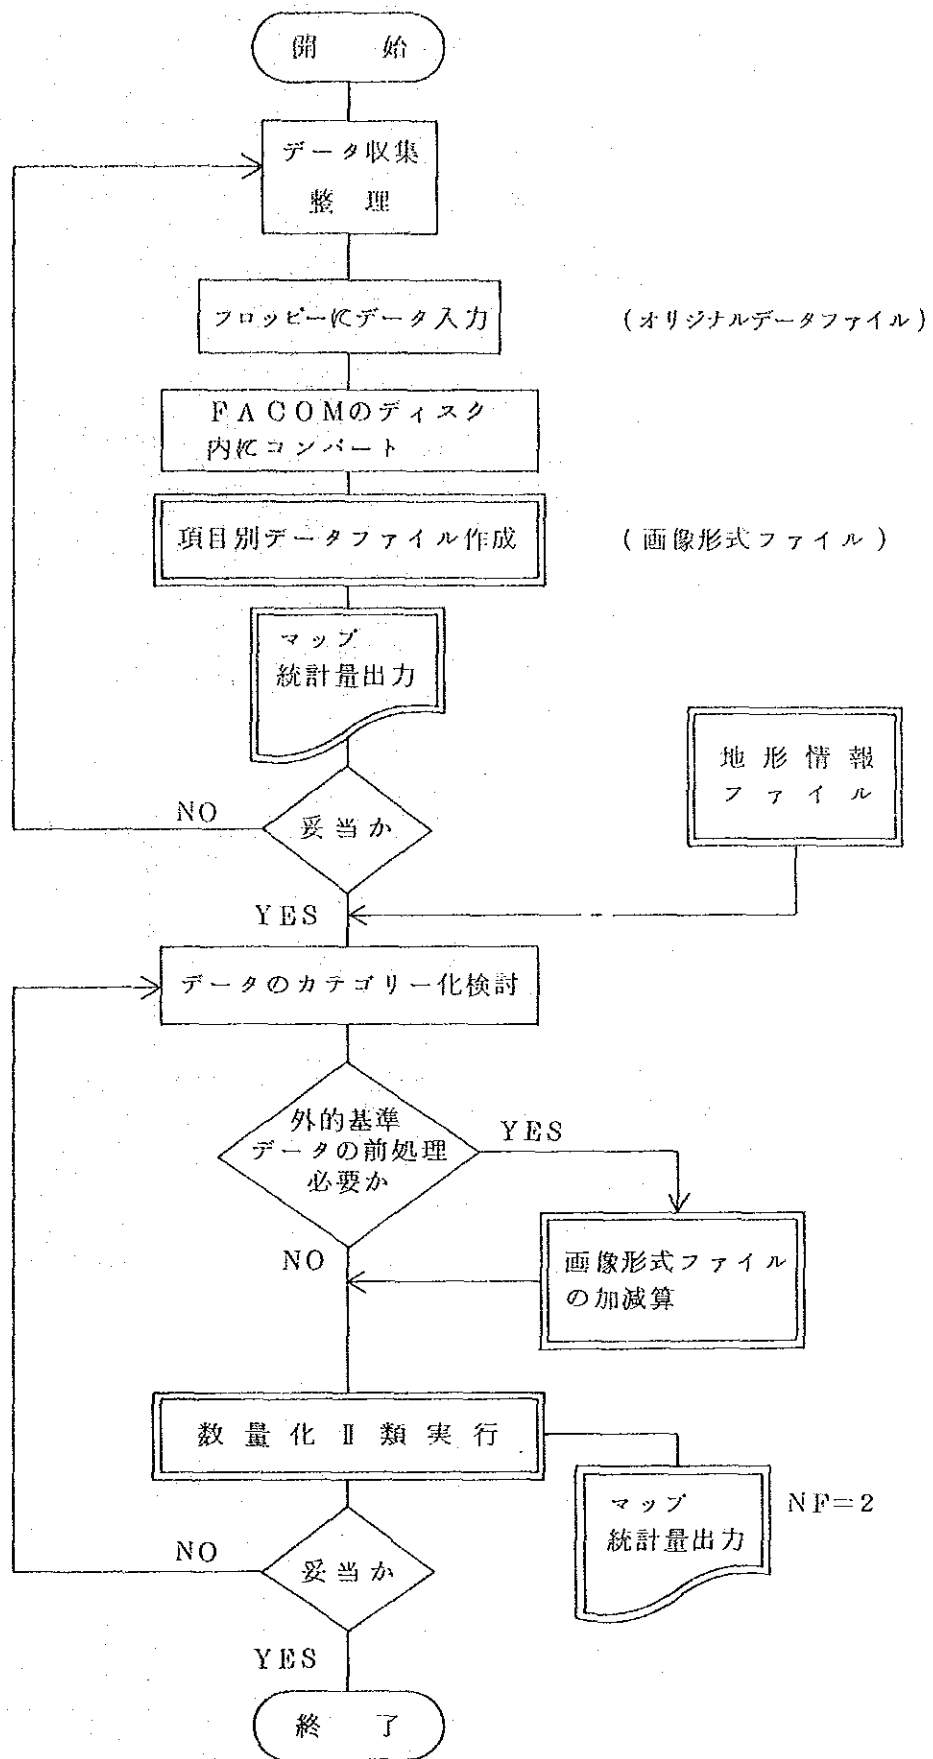 開 始
データ収集
整 理
フロッピーにデータ入力
(オリジナルデータファイル)
FACOMのディスク
内にコンバート
項目別データファイル作成
(画像形式ファイル)
マップ
統計量出力
地形情報
ファイル
NO
妥当か
YES
データのカテゴリー化検討
外的基準
データの前処理
必要か
YES
NO
画像形式ファイル
の加減算
数量化Ⅱ類実行
マップ
統計量出力
NF=2
NO
妥当か
YES
終 了